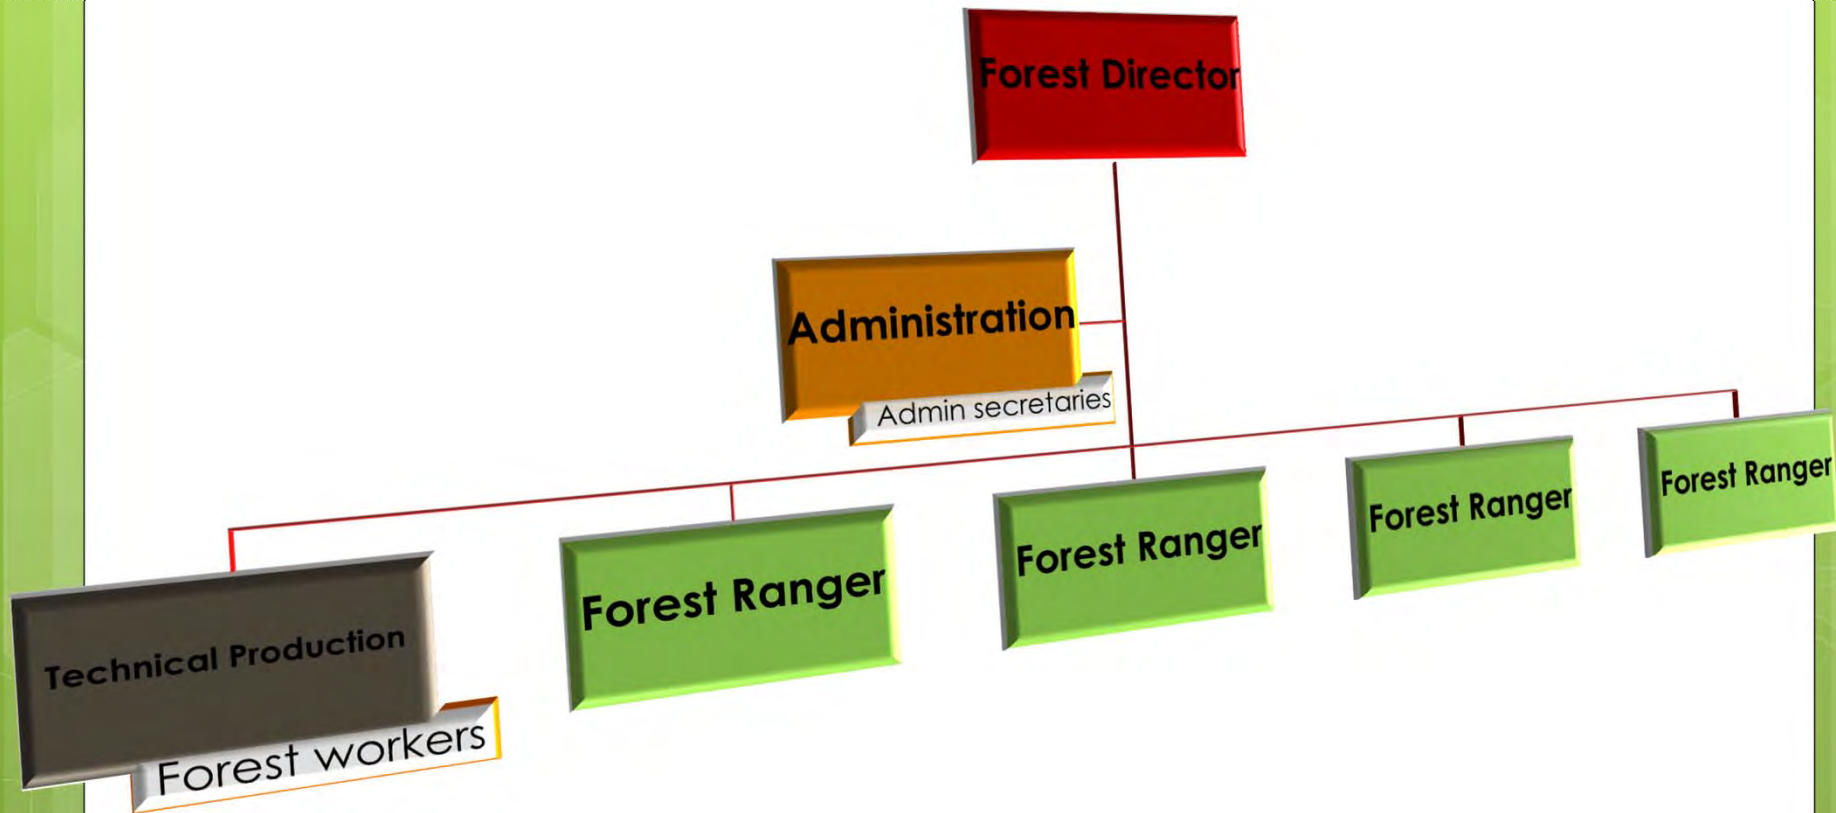 Forest Director
Administration
Admin secretaries
Technical Production
Forest workers
Forest Ranger
Forest Ranger
Forest Ranger
Forest Ranger